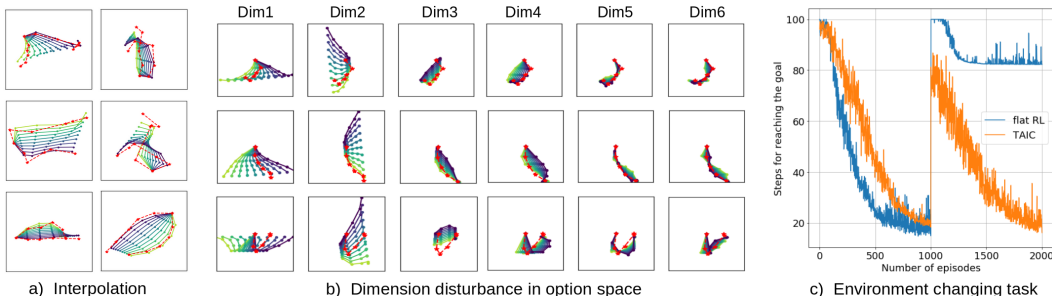 Dim1 Dim2 Dim3 Dim4 Dim5 Dim6
100
80
60
40
20
Steps for reaching the goal
flat RL
TAIC
0 500 1000 1500 2000
Number of episodes
a) Interpolation
b) Dimension disturbance in option space
c) Environment changing task